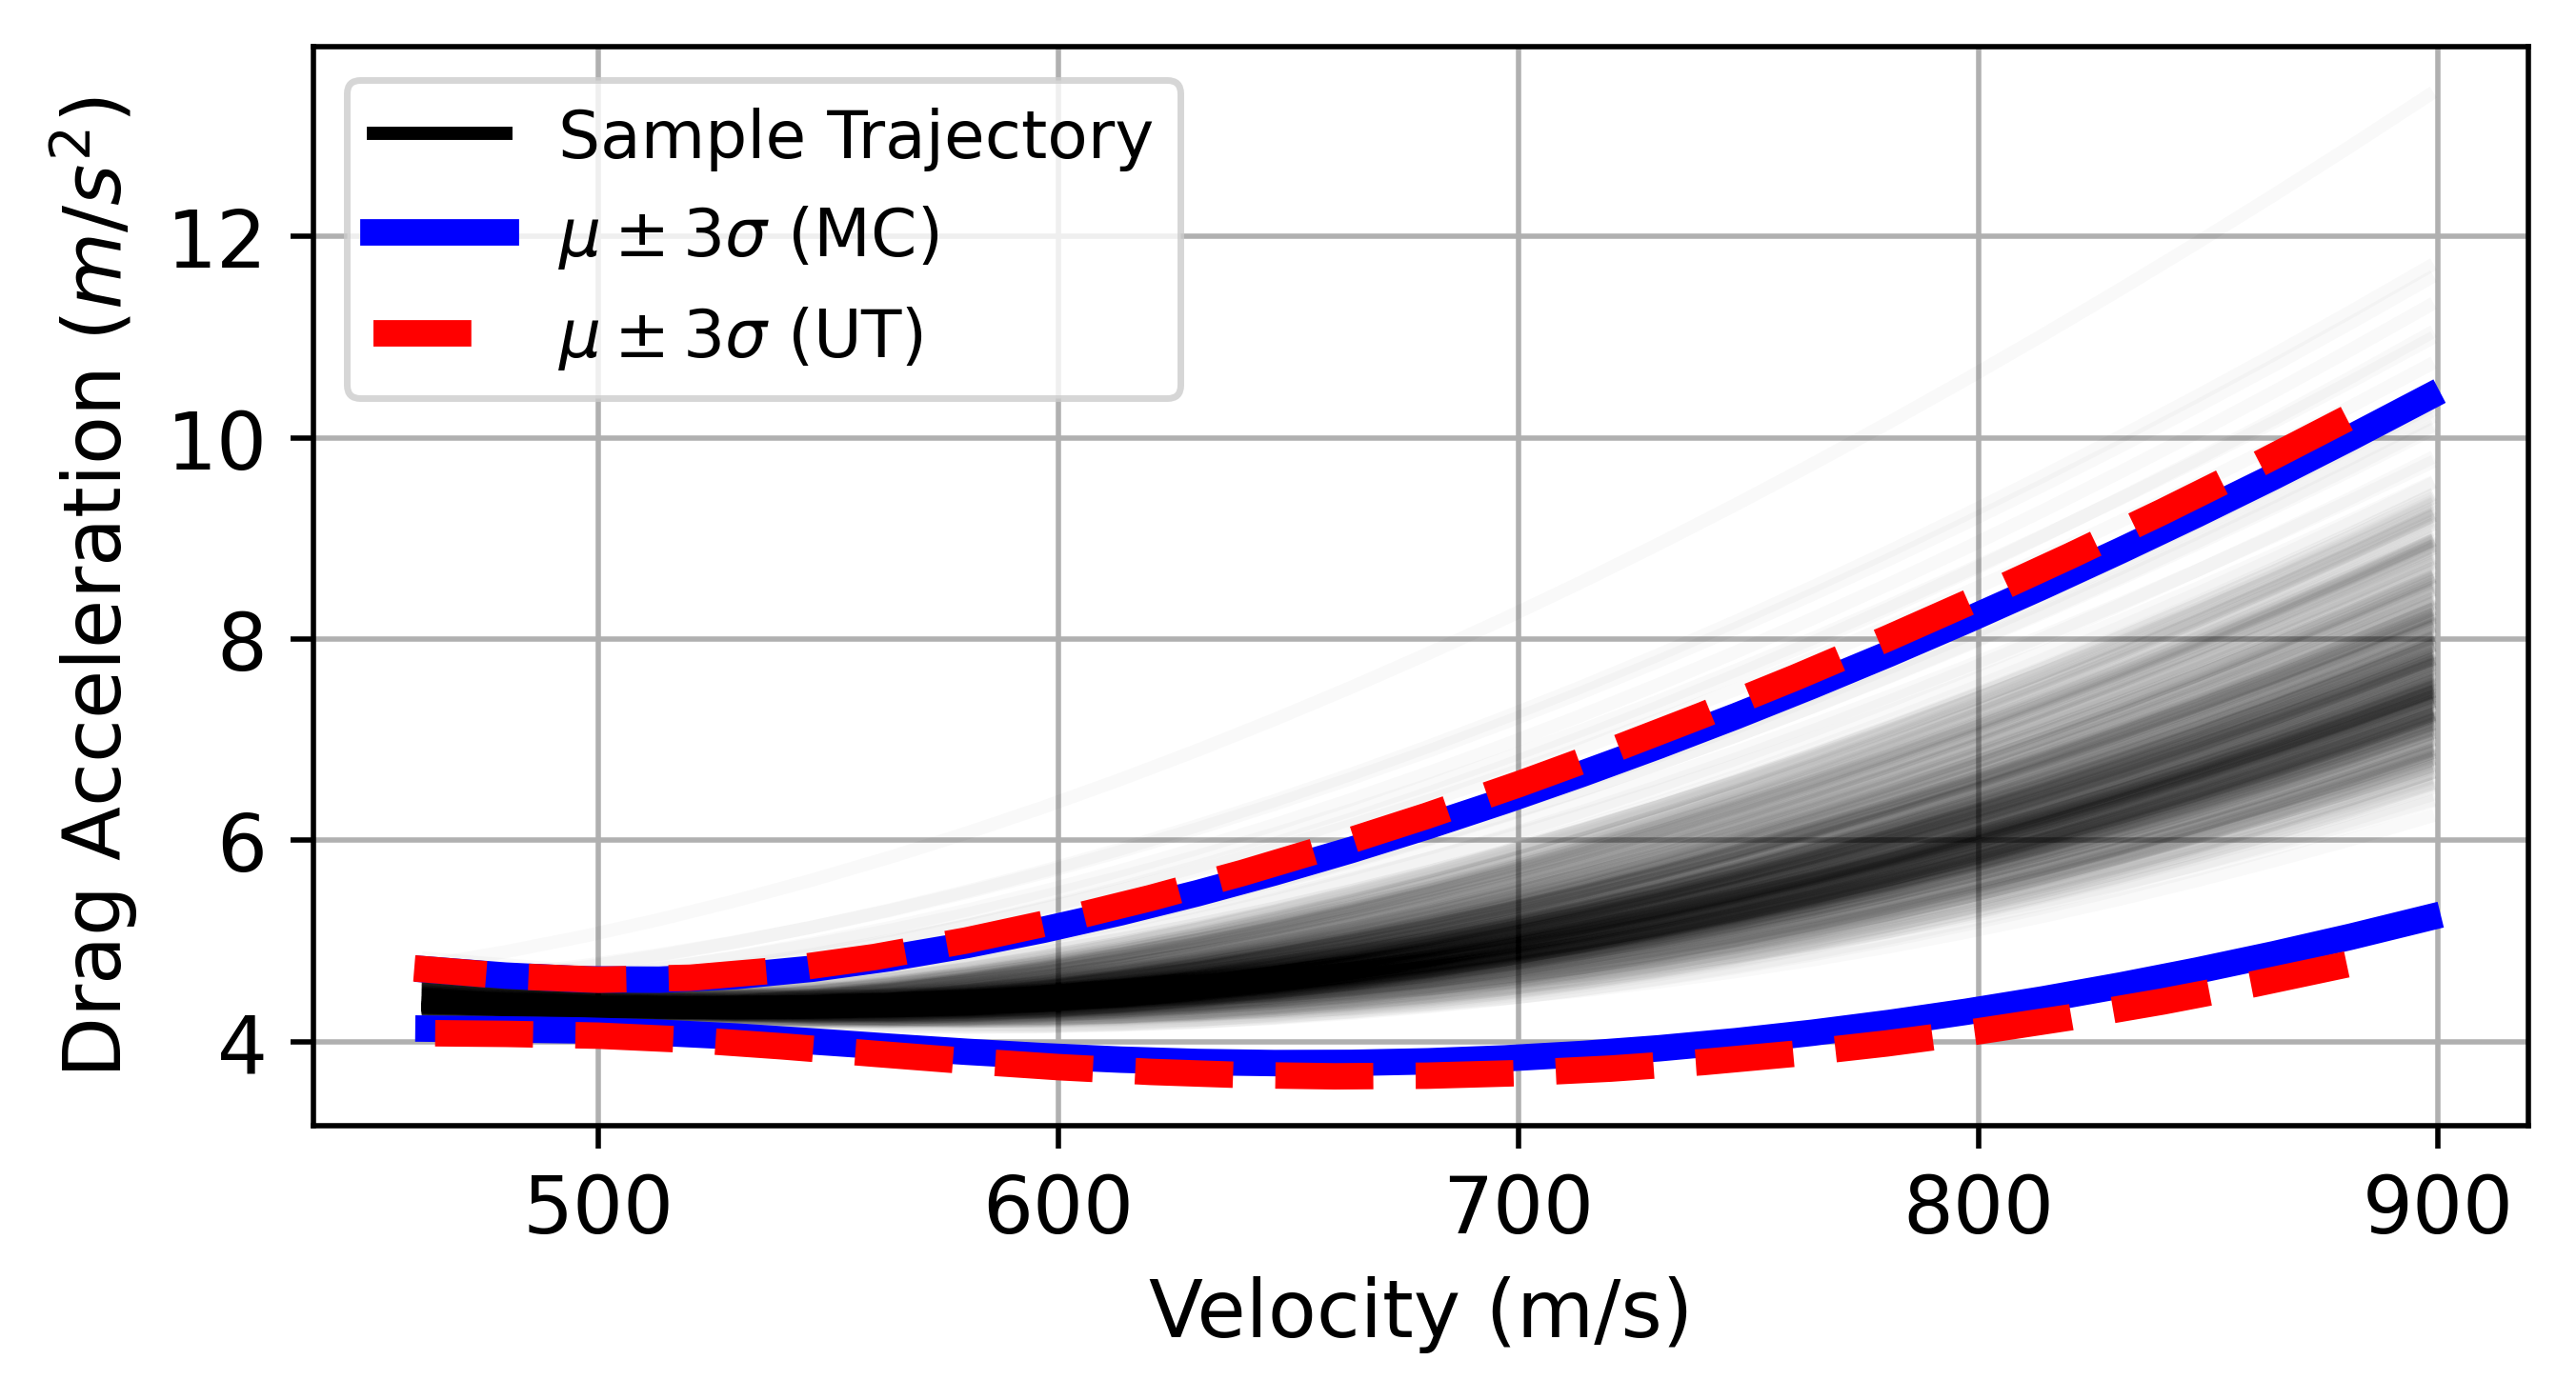 Sample Trajectory
μ ± 3σ (MC)
μ ± 3σ (UT)
Drag Acceleration (m/s²)
12
10
8
6
4
500 600 700 800 900
Velocity (m/s)